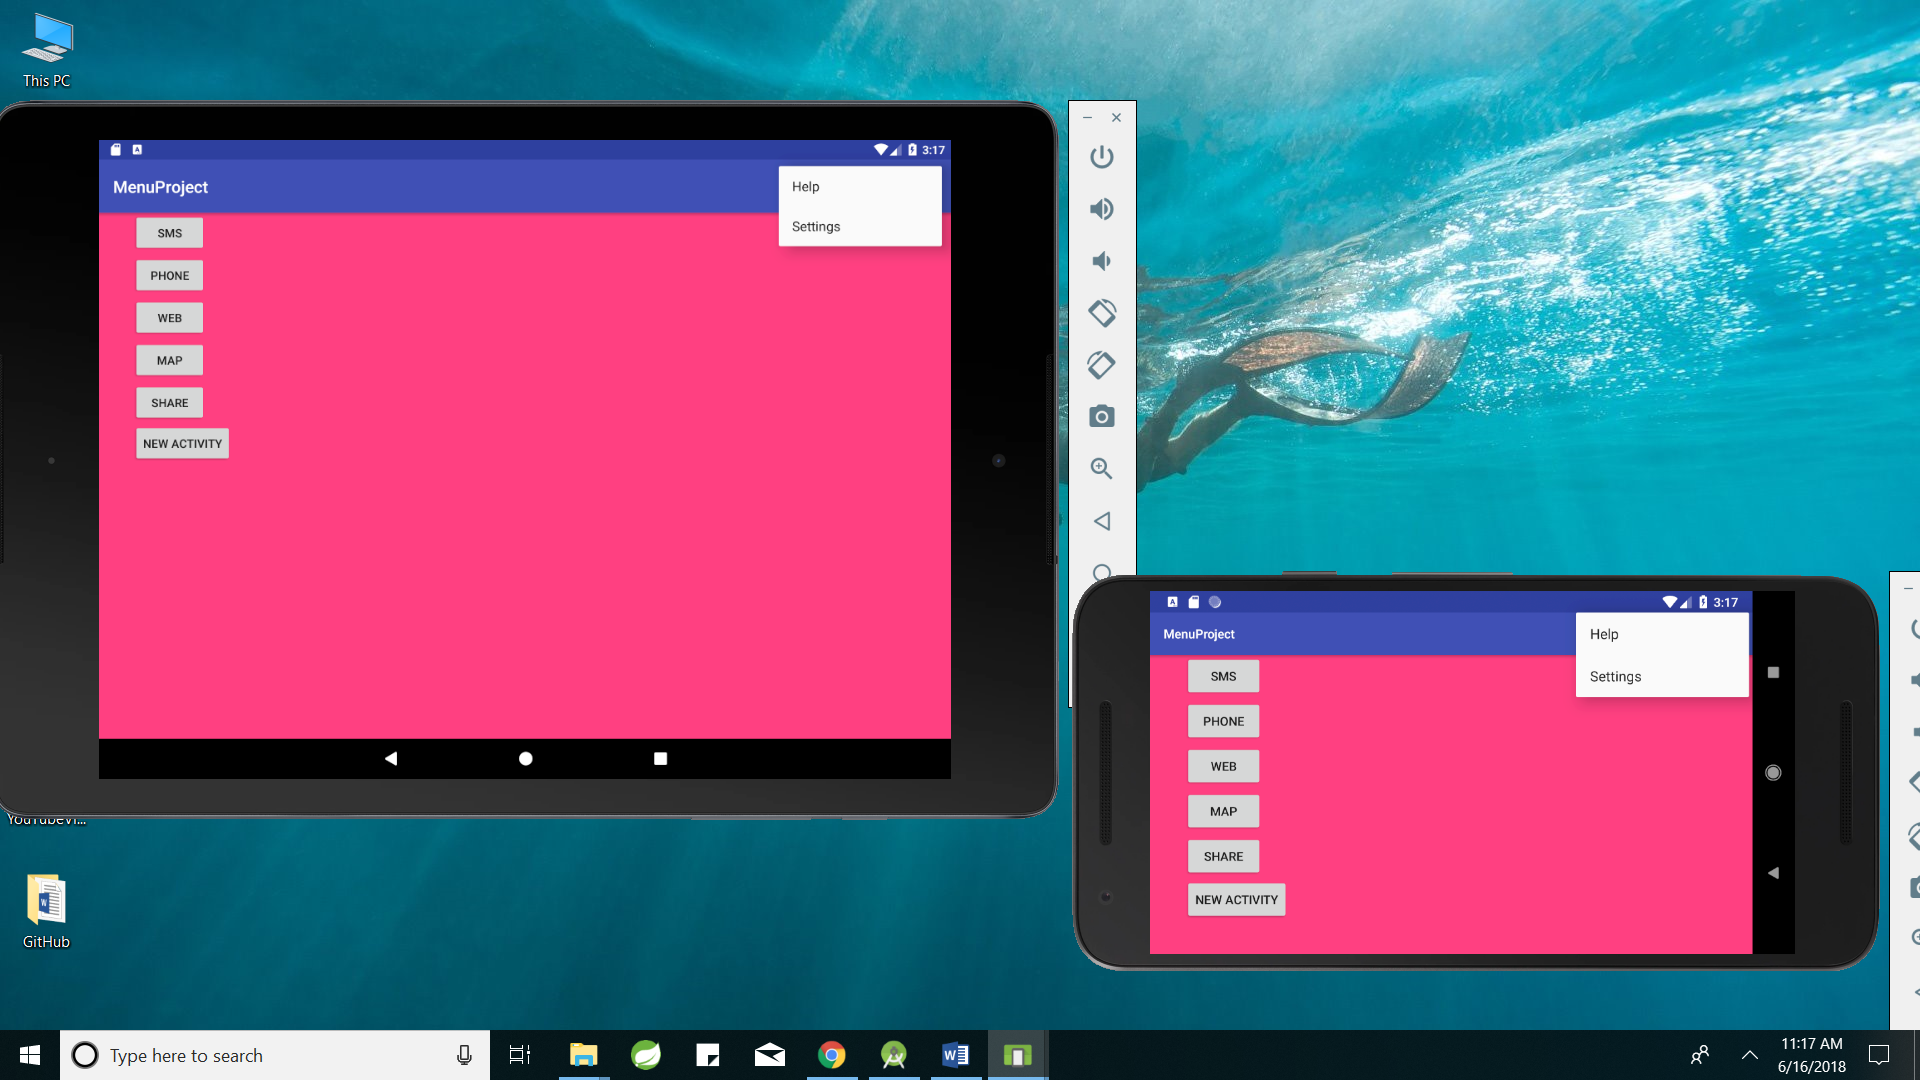 This PC
3:17
MenuProject
Help
Settings
SMS
PHONE
WEB
MAP
SHARE
NEW ACTIVITY
3:17
MenuProject
Help
Settings
SMS
PHONE
WEB
MAP
SHARE
NEW ACTIVITY
YouTubeVi...
GitHub
Type here to search
11:17 AM
6/16/2018